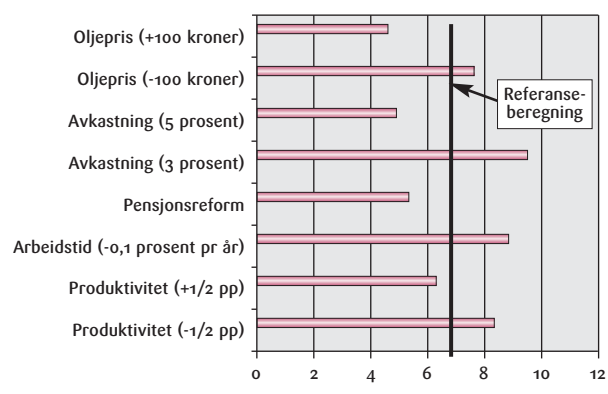 Oljepris (+100 kroner)
Oljepris (-100 kroner)
Referanse-
beregning
Avkastning (5 prosent)
Avkastning (3 prosent)
Pensjonsreform
Arbeidstid (-0,1 prosent pr år)
Produktivitet (+1/2 pp)
Produktivitet (-1/2 pp)
0 2 4 6 8 10 12